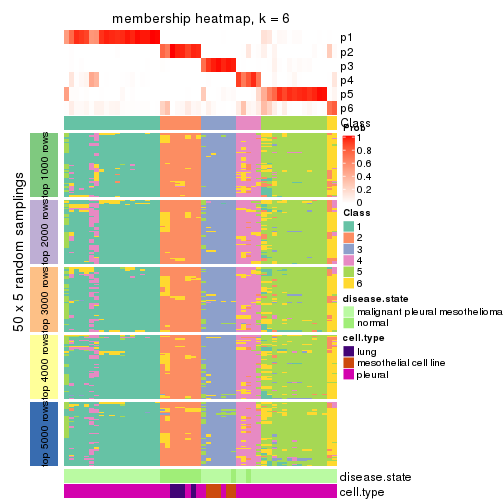 membership heatmap, k = 6
p1
p2
p3
p4
p5
p6
Class
50 x 5 random samplings
top 1000 rows
top 2000 rows
top 3000 rows
top 4000 rows
top 5000 rows
Prob
1
0.8
0.6
0.4
0.2
0
Class
1
2
3
4
5
6
disease.state
malignant pleural mesothelioma
normal
cell.type
lung
mesothelial cell line
pleural
disease.state
cell.type